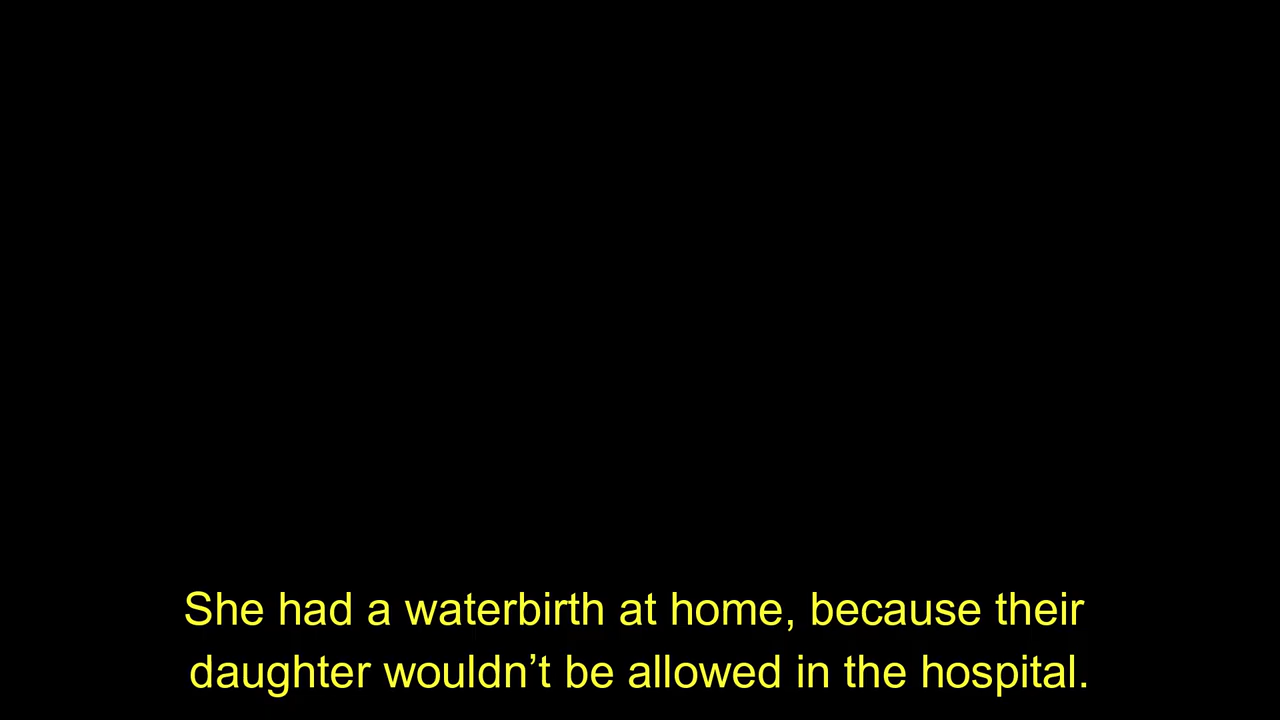 She had a waterbirth at home, because their
daughter wouldn’t be allowed in the hospital.